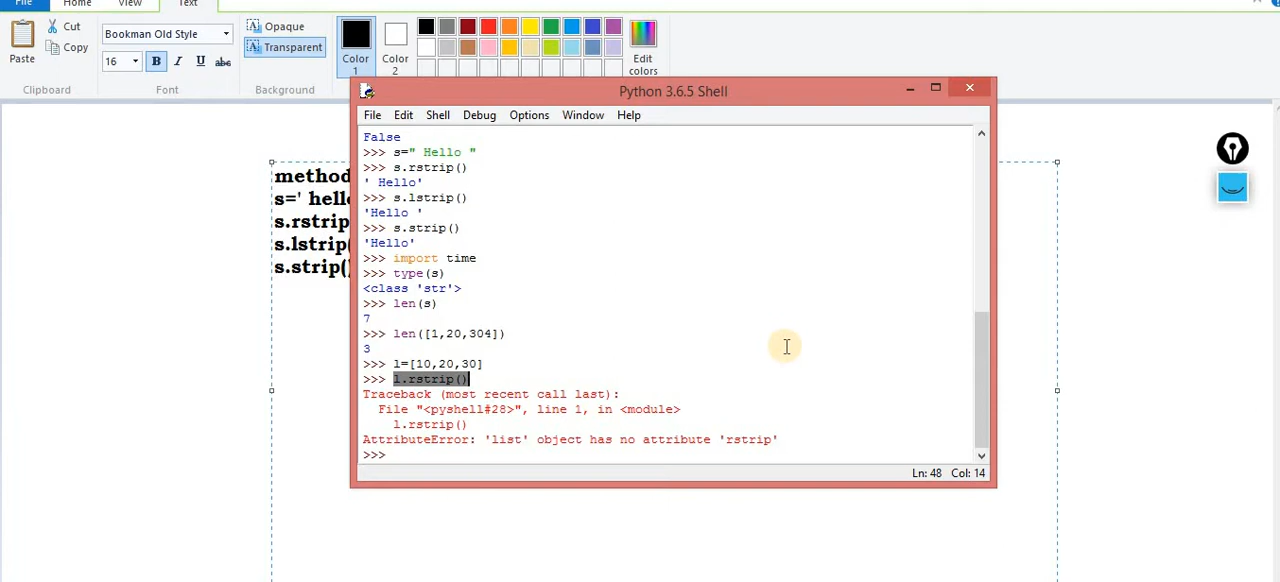 File Home View Text
Cut
Copy
Paste
Clipboard
Bookman Old Style
16 B I U abc
Font
Opaque
Transparent
Background
Color 1
Color 2
Edit colors
Python 3.6.5 Shell
File Edit Shell Debug Options Window Help
method
s=' hello
s.rstrip
s.lstrip(
s.strip()
False
>>> s=" Hello "
>>> s.rstrip()
' Hello'
>>> s.lstrip()
'Hello '
>>> s.strip()
'Hello'
>>> import time
>>> type(s)
<class 'str'>
>>> len(s)
7
>>> len([1,20,304])
3
>>> l=[10,20,30]
>>> l.rstrip()
Traceback (most recent call last):
  File "<pyshell#28>", line 1, in <module>
    l.rstrip()
AttributeError: 'list' object has no attribute 'rstrip'
>>>
Ln: 48 Col: 14